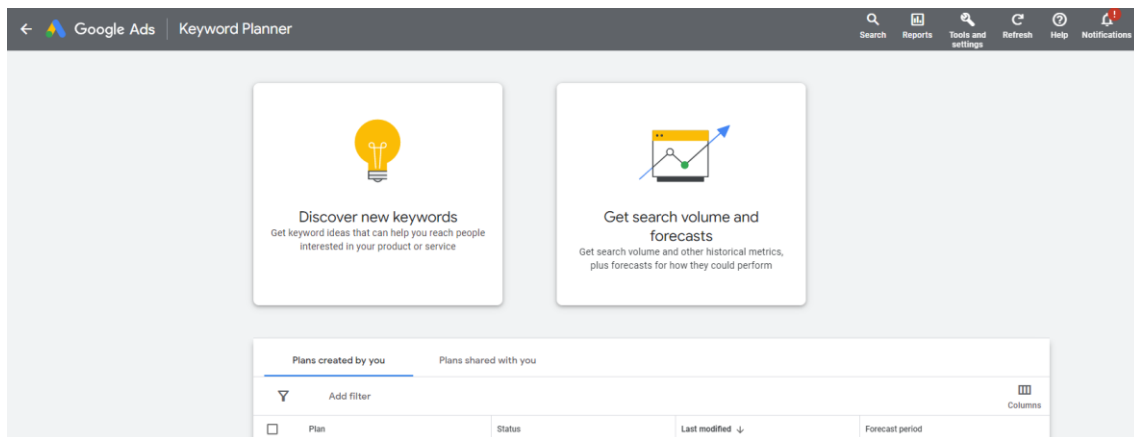 Google Ads Keyword Planner
Search Reports Tools and settings Refresh Help Notifications
!
Discover new keywords
Get keyword ideas that can help you reach people
interested in your product or service
Get search volume and
forecasts
Get search volume and other historical metrics,
plus forecasts for how they could perform
Plans created by you Plans shared with you
Add filter
Columns
Plan Status Last modified Forecast period